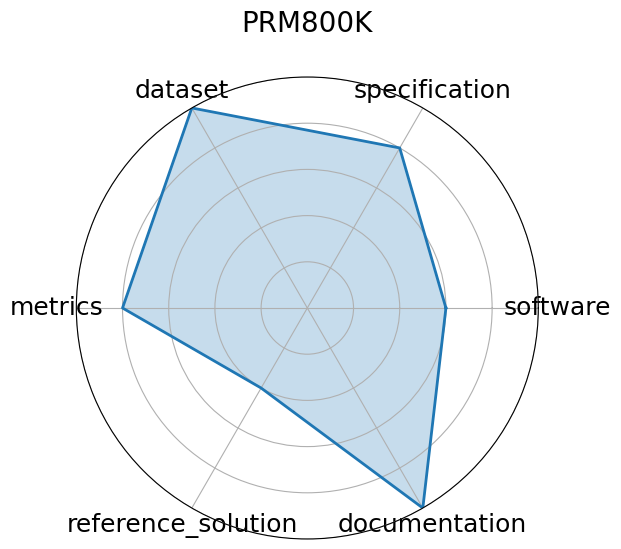 PRM800K
dataset
specification
metrics
software
reference_solution
documentation